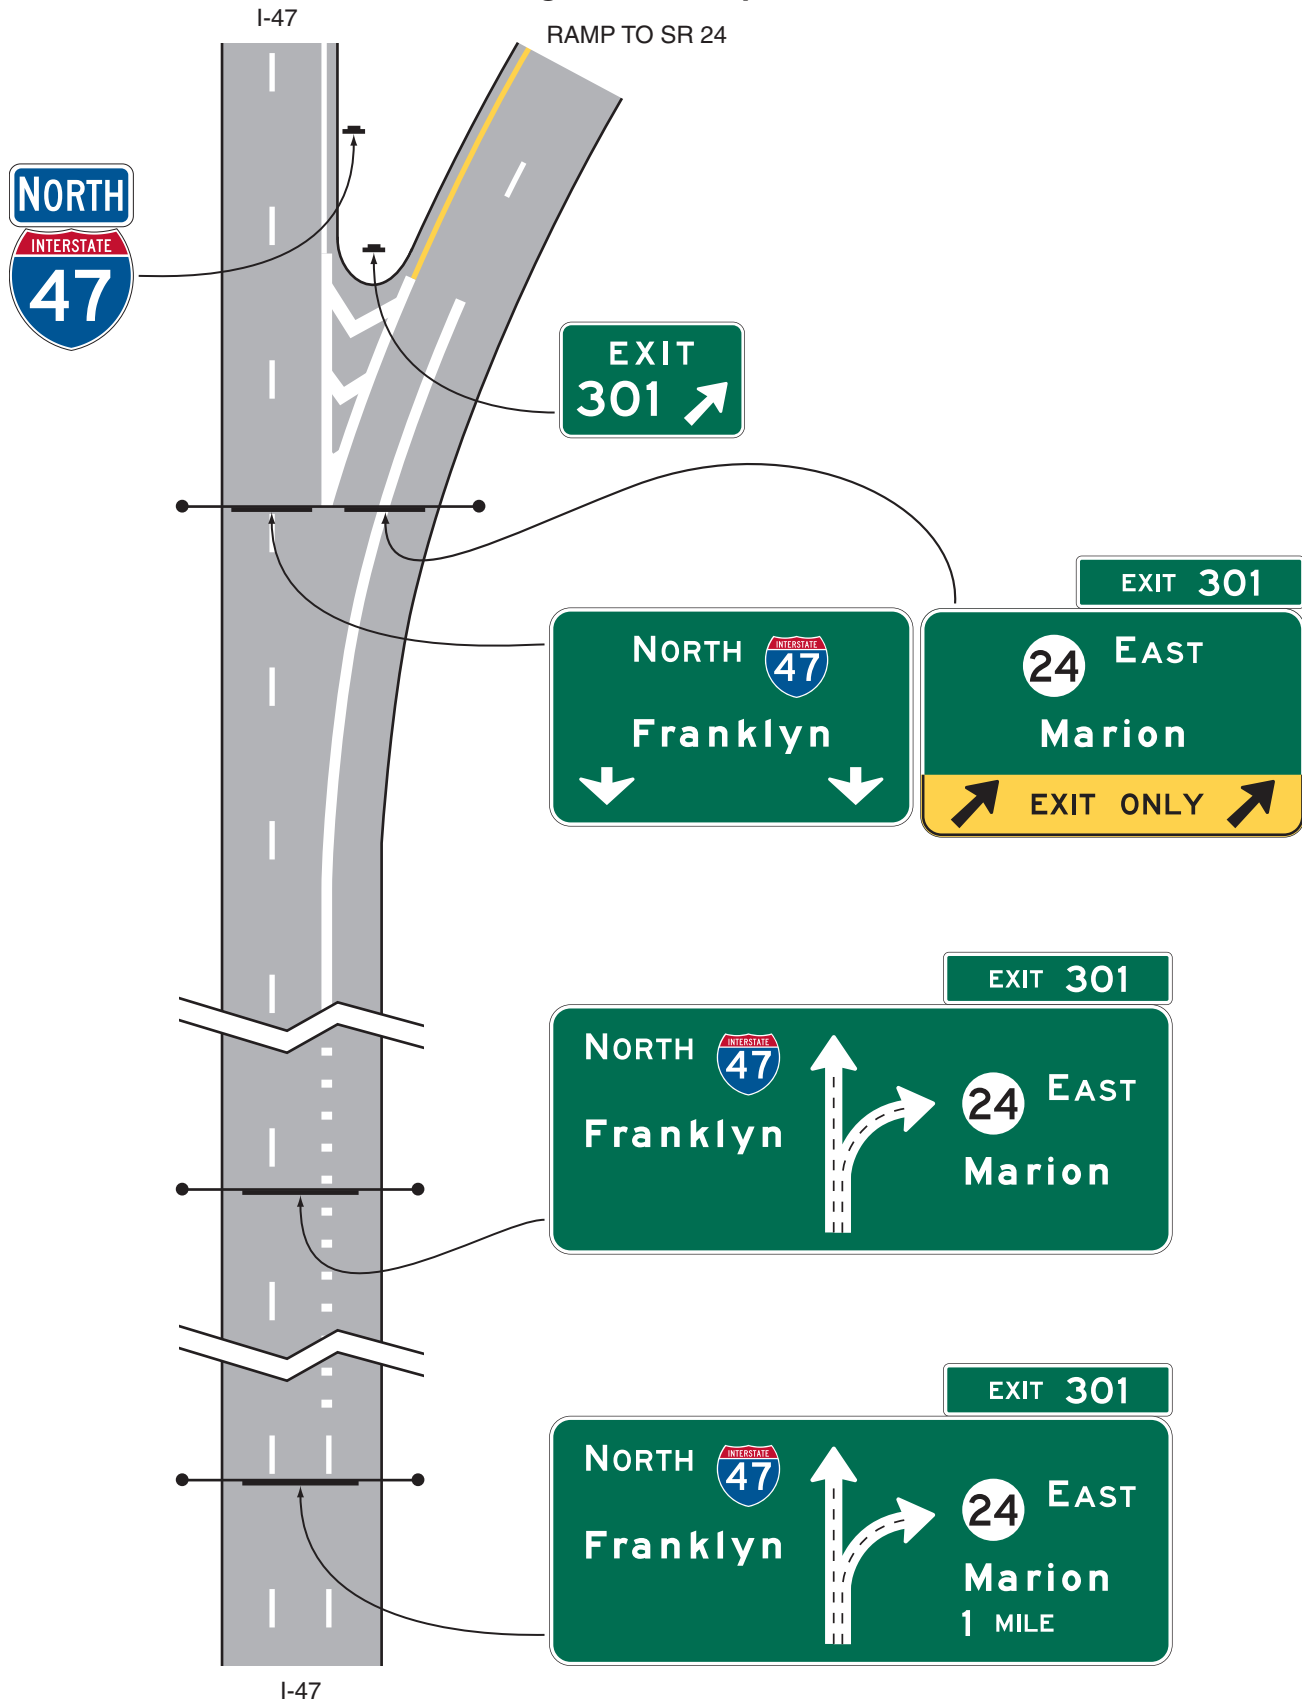 I-47
RAMP TO SR 24
NORTH
INTERSTATE
47
EXIT
301
EXIT 301
NORTH
INTERSTATE
47
Franklyn
24 EAST
Marion
EXIT ONLY
EXIT 301
NORTH
INTERSTATE
47
Franklyn
24 EAST
Marion
EXIT 301
NORTH
INTERSTATE
47
Franklyn
24 EAST
Marion
1 MILE
I-47